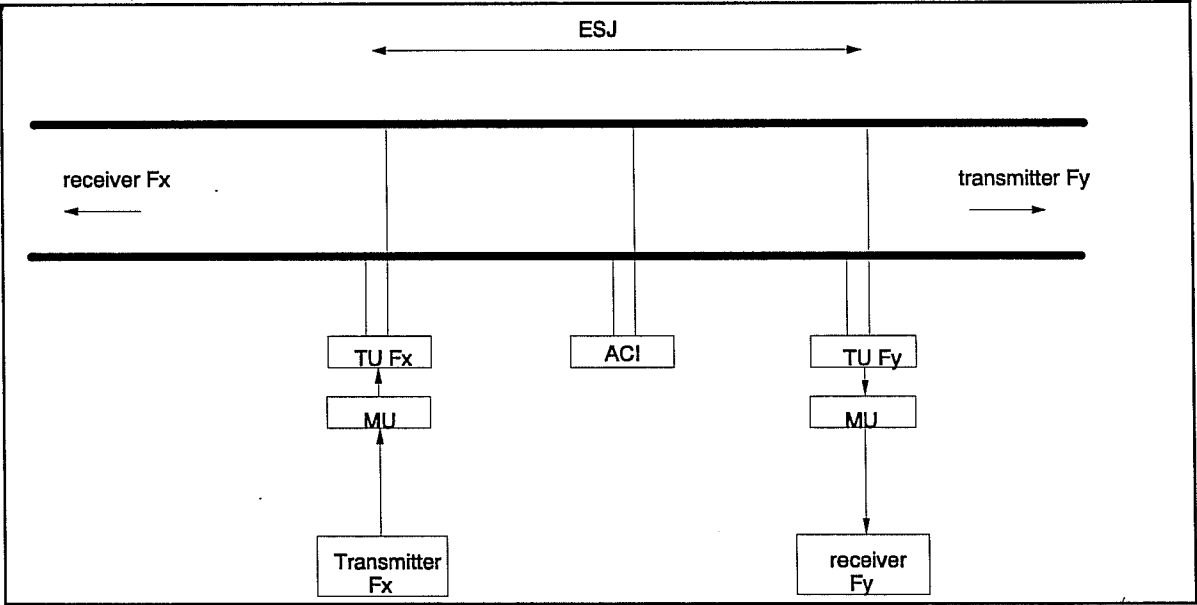 ESJ
receiver Fx
transmitter Fy
TU Fx
ACI
TU Fy
MU
MU
Transmitter
Fx
receiver
Fy